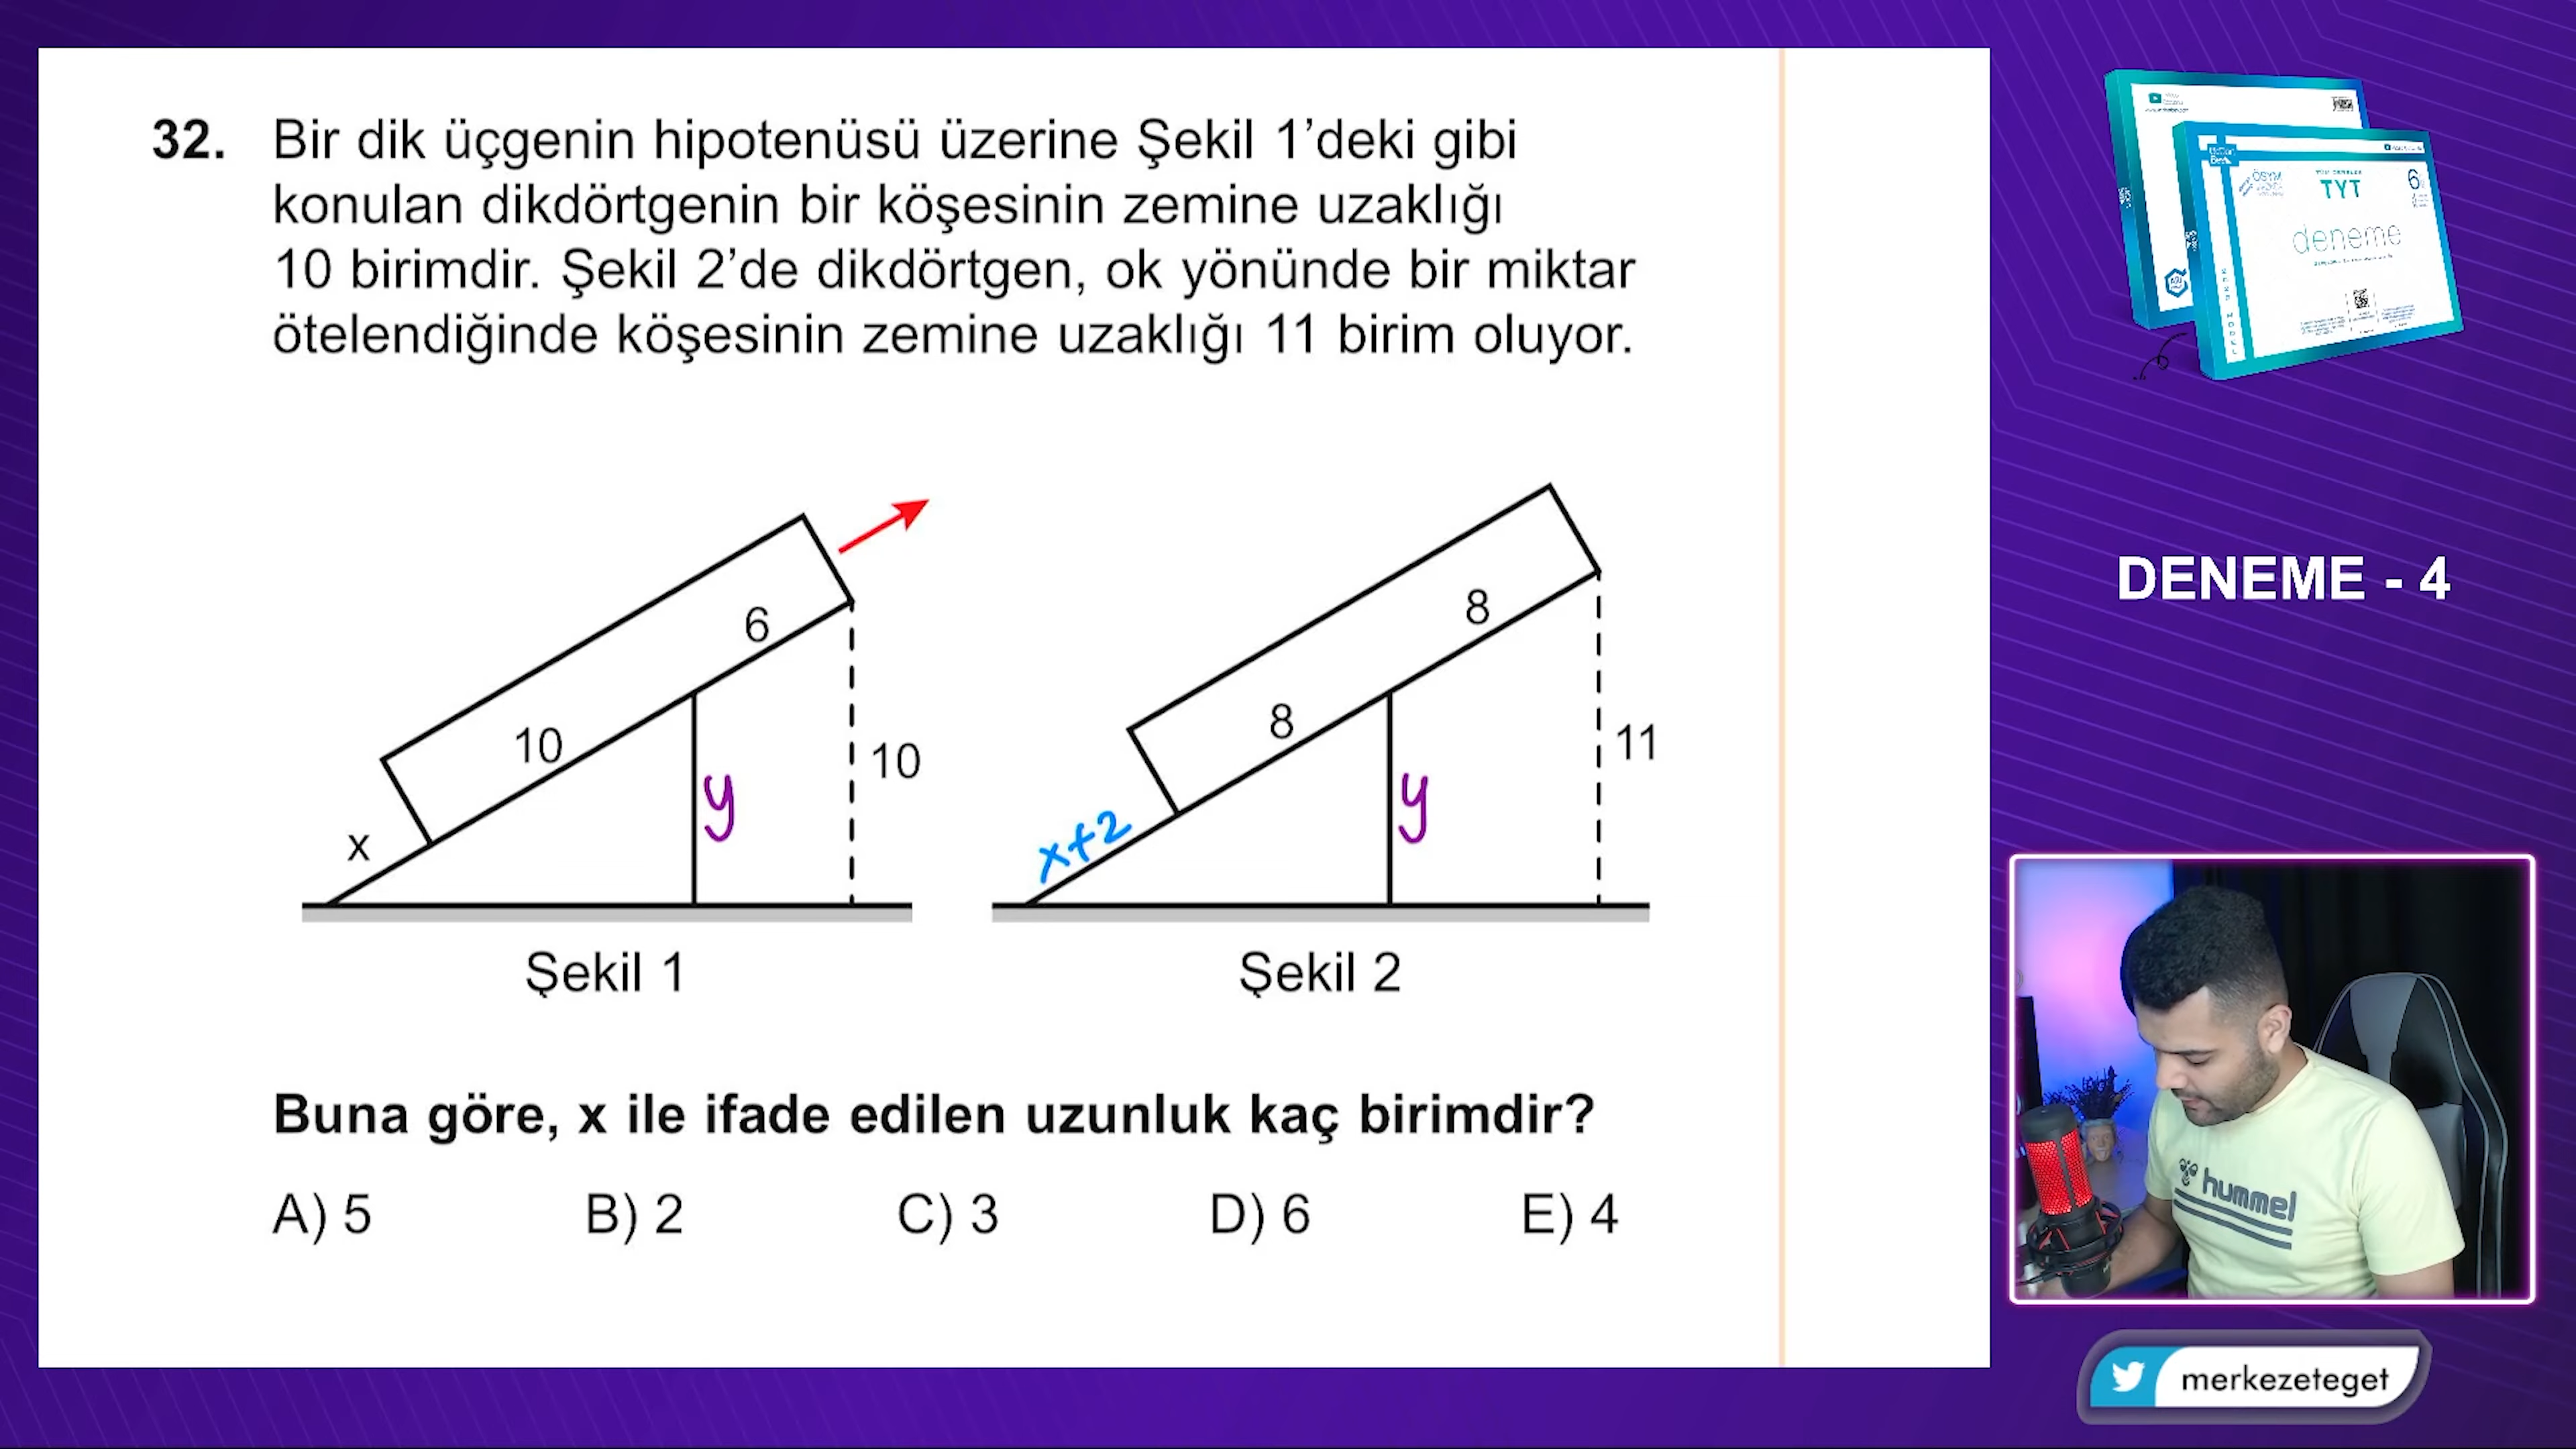 32. Bir dik üçgenin hipotenüsü üzerine Şekil 1’deki gibi
konulan dikdörtgenin bir köşesinin zemine uzaklığı
10 birimdir. Şekil 2’de dikdörtgen, ok yönünde bir miktar
ötelendiğinde köşesinin zemine uzaklığı 11 birim oluyor.
6
10
x
y
10
Şekil 1
8
8
x+2
y
11
Şekil 2
Buna göre, x ile ifade edilen uzunluk kaç birimdir?
A) 5 B) 2 C) 3 D) 6 E) 4
ÖSYM
TYT
6
deneme
DENEME - 4
hummel
merkezeteget